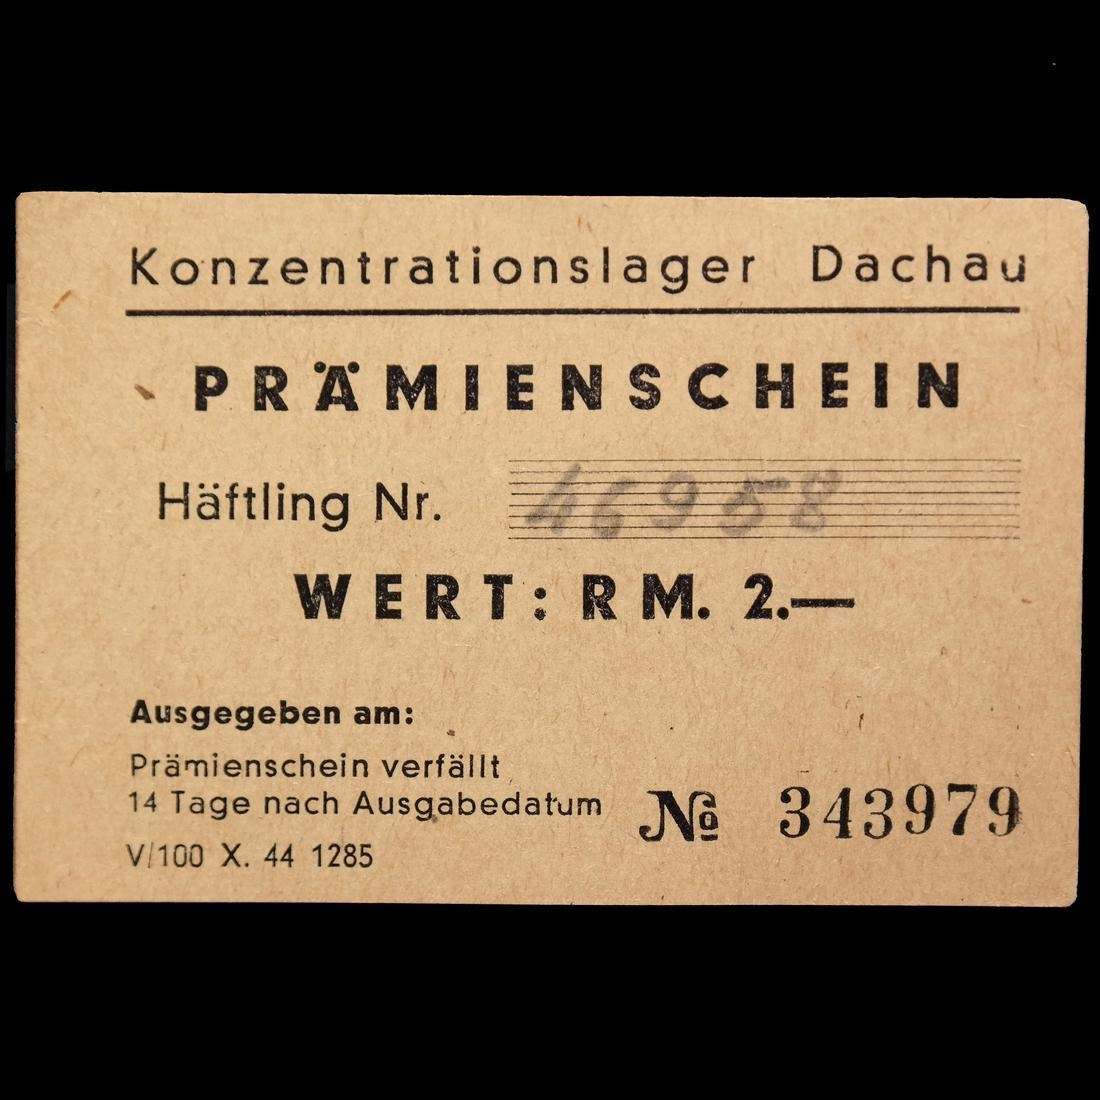 Konzentrationslager Dachau
PRÄMIENSCHEIN
Häftling Nr. 46958
WERT: RM. 2.—
Ausgegeben am:
Prämienschein verfällt
14 Tage nach Ausgabedatum
V/100 X. 44 1285
№ 343979